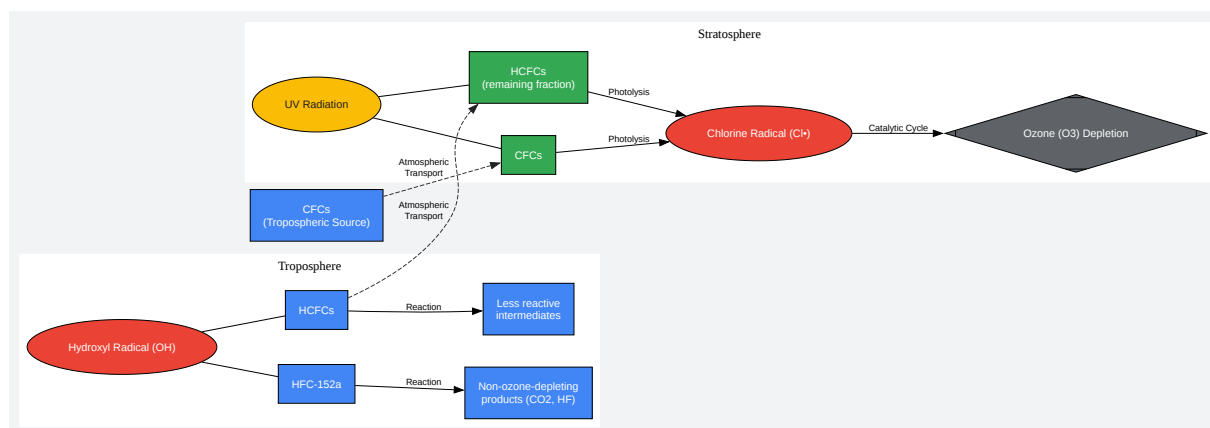 Stratosphere
HCFCs
(remaining fraction)
UV Radiation
Photolysis
Chlorine Radical (Cl•)
Catalytic Cycle
Ozone (O3) Depletion
Photolysis
CFCs
Atmospheric
Transport
CFCs
(Tropospheric Source)
Atmospheric
Transport
Troposphere
HCFCs
Reaction
Less reactive
intermediates
Hydroxyl Radical (OH)
HFC-152a
Reaction
Non-ozone-depleting
products (CO2, HF)